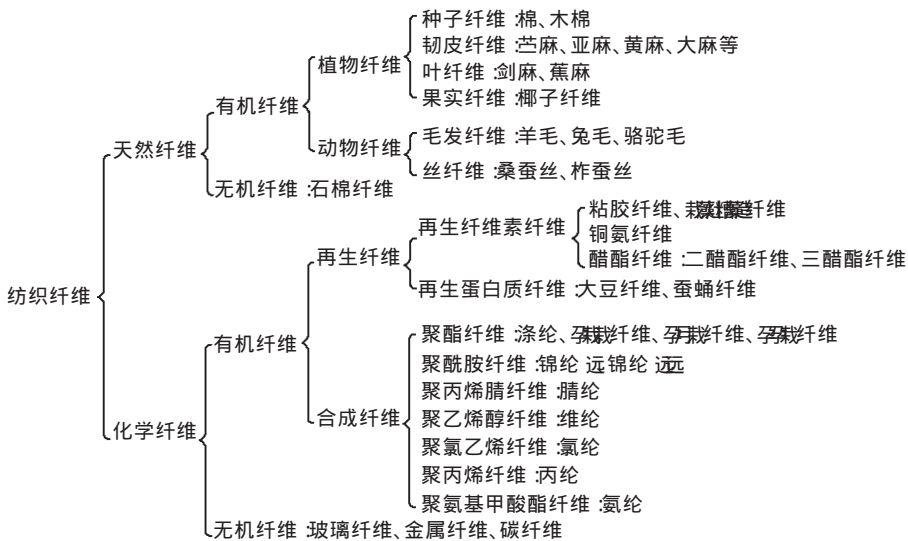 种子纤维:棉、木棉
韧皮纤维:苎麻、亚麻、黄麻、大麻等
植物纤维
叶纤维:剑麻、蕉麻
果实纤维:椰子纤维
有机纤维
毛发纤维:羊毛、兔毛、骆驼毛
动物纤维
天然纤维
丝纤维:桑蚕丝、柞蚕丝
无机纤维:石棉纤维
粘胶纤维、纤维
再生纤维素纤维
铜氨纤维
再生纤维
醋酯纤维:二醋酯纤维、三醋酯纤维
再生蛋白质纤维:大豆纤维、蚕蛹纤维
纺织纤维
聚酯纤维:涤纶、纤维、纤维、纤维
有机纤维
聚酰胺纤维:锦纶 锦纶
聚丙烯腈纤维:腈纶
合成纤维
聚乙烯醇纤维:维纶
化学纤维
聚氯乙烯纤维:氯纶
聚丙烯纤维:丙纶
聚氨基甲酸酯纤维:氨纶
无机纤维:玻璃纤维、金属纤维、碳纤维